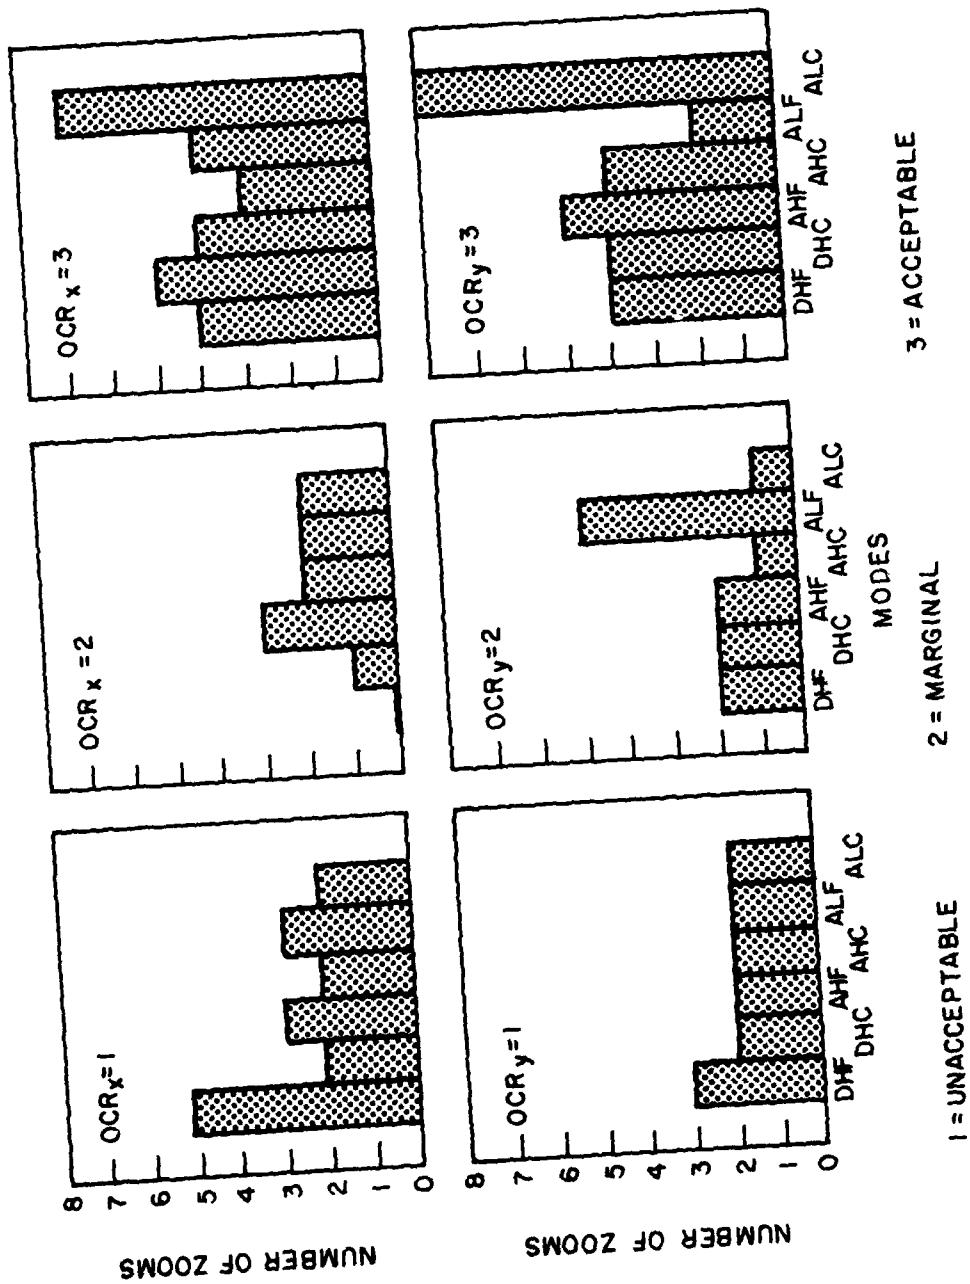 OCRx=1
OCRx=2
OCRx=3
8
7
6
5
4
3
2
1
0
NUMBER OF ZOOMS
OCRy=1
OCRy=2
OCRy=3
8
7
6
5
4
3
2
1
0
NUMBER OF ZOOMS
DHF AHF ALF
DHC AHC ALC
DHF AHF ALF
DHC AHC ALC
DHF AHF ALF
DHC AHC ALC
MODES
1 = UNACCEPTABLE 2 = MARGINAL 3 = ACCEPTABLE